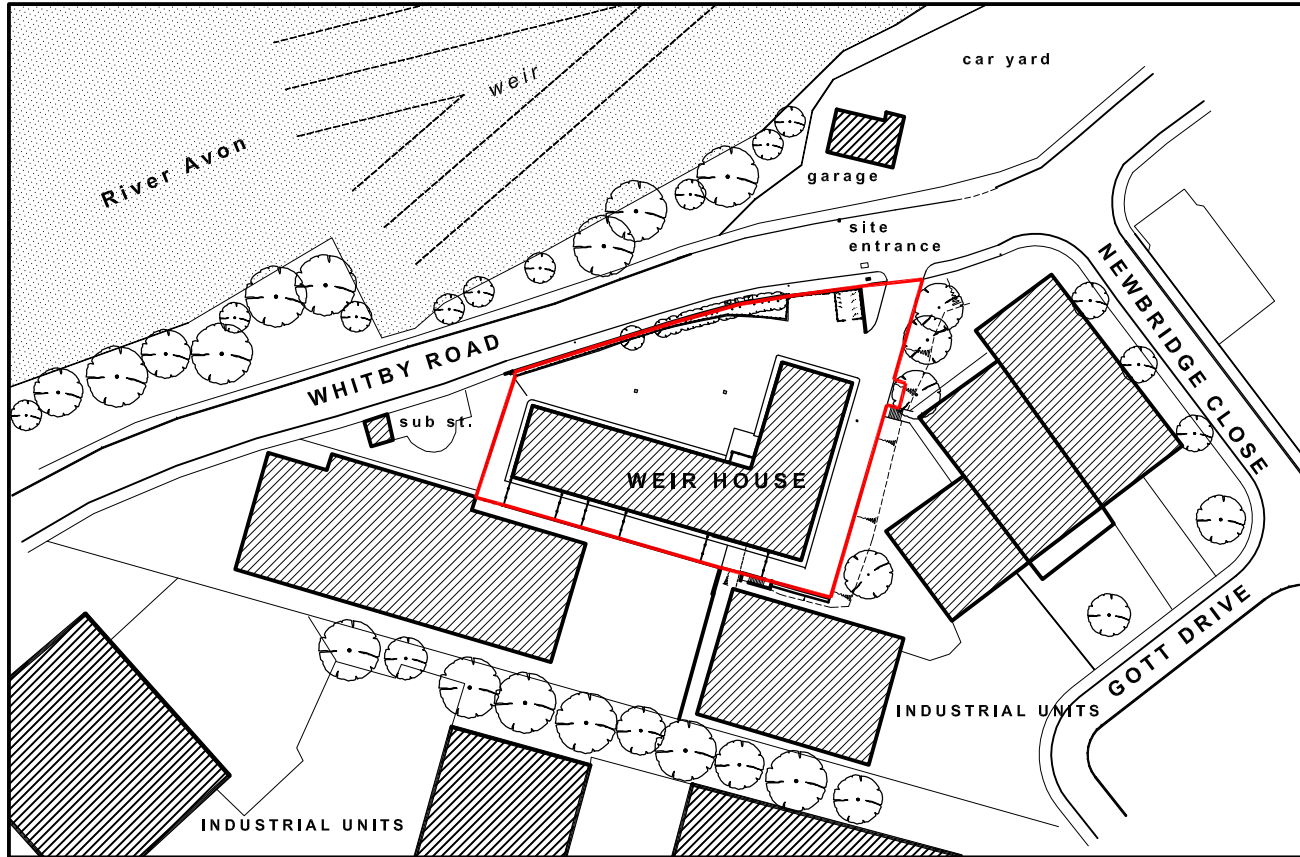 car yard
weir
River Avon
garage
site
entrance
NEWBRIDGE CLOSE
WHITBY ROAD
sub st.
WEIR HOUSE
GOTT DRIVE
INDUSTRIAL UNITS
INDUSTRIAL UNITS